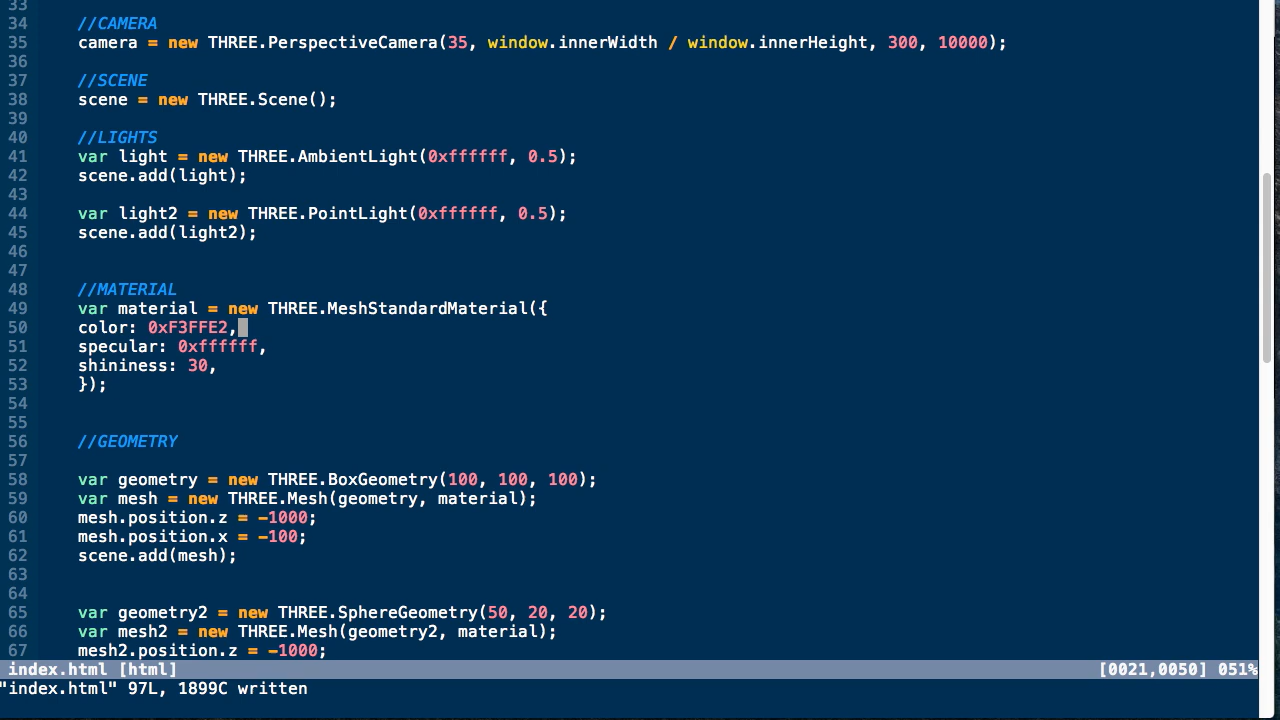 33
34 //CAMERA
35 camera = new THREE.PerspectiveCamera(35, window.innerWidth / window.innerHeight, 300, 10000);
36
37 //SCENE
38 scene = new THREE.Scene();
39
40 //LIGHTS
41 var light = new THREE.AmbientLight(0xffffff, 0.5);
42 scene.add(light);
43
44 var light2 = new THREE.PointLight(0xffffff, 0.5);
45 scene.add(light2);
46
47
48 //MATERIAL
49 var material = new THREE.MeshStandardMaterial({
50 color: 0xF3FFE2,
51 specular: 0xffffff,
52 shininess: 30,
53 });
54
55
56 //GEOMETRY
57
58 var geometry = new THREE.BoxGeometry(100, 100, 100);
59 var mesh = new THREE.Mesh(geometry, material);
60 mesh.position.z = -1000;
61 mesh.position.x = -100;
62 scene.add(mesh);
63
64
65 var geometry2 = new THREE.SphereGeometry(50, 20, 20);
66 var mesh2 = new THREE.Mesh(geometry2, material);
67 mesh2.position.z = -1000;
index.html [html] [0021,0050] 051%
"index.html" 97L, 1899C written